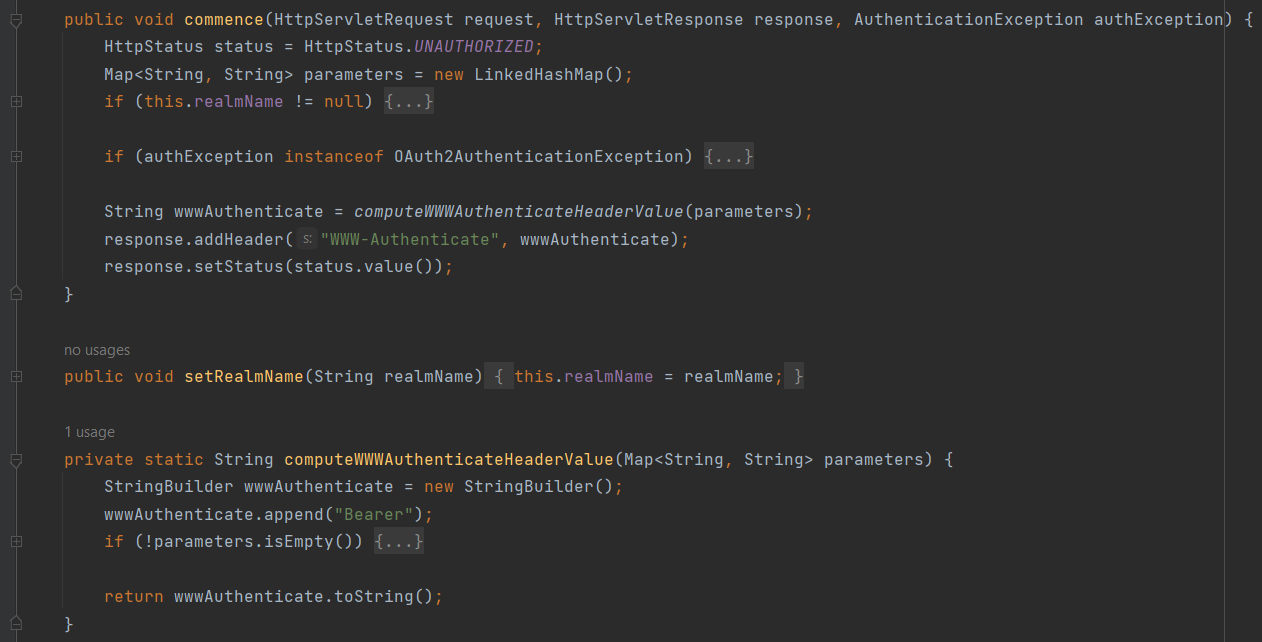 public void commence(HttpServletRequest request, HttpServletResponse response, AuthenticationException authException) {
    HttpStatus status = HttpStatus.UNAUTHORIZED;
    Map<String, String> parameters = new LinkedHashMap();
    if (this.realmName != null) {...}

    if (authException instanceof OAuth2AuthenticationException) {...}

    String wwwAuthenticate = computeWWWAuthenticateHeaderValue(parameters);
    response.addHeader( s: "WWW-Authenticate", wwwAuthenticate);
    response.setStatus(status.value());
}

no usages
public void setRealmName(String realmName) { this.realmName = realmName; }

1 usage
private static String computeWWWAuthenticateHeaderValue(Map<String, String> parameters) {
    StringBuilder wwwAuthenticate = new StringBuilder();
    wwwAuthenticate.append("Bearer");
    if (!parameters.isEmpty()) {...}

    return wwwAuthenticate.toString();
}